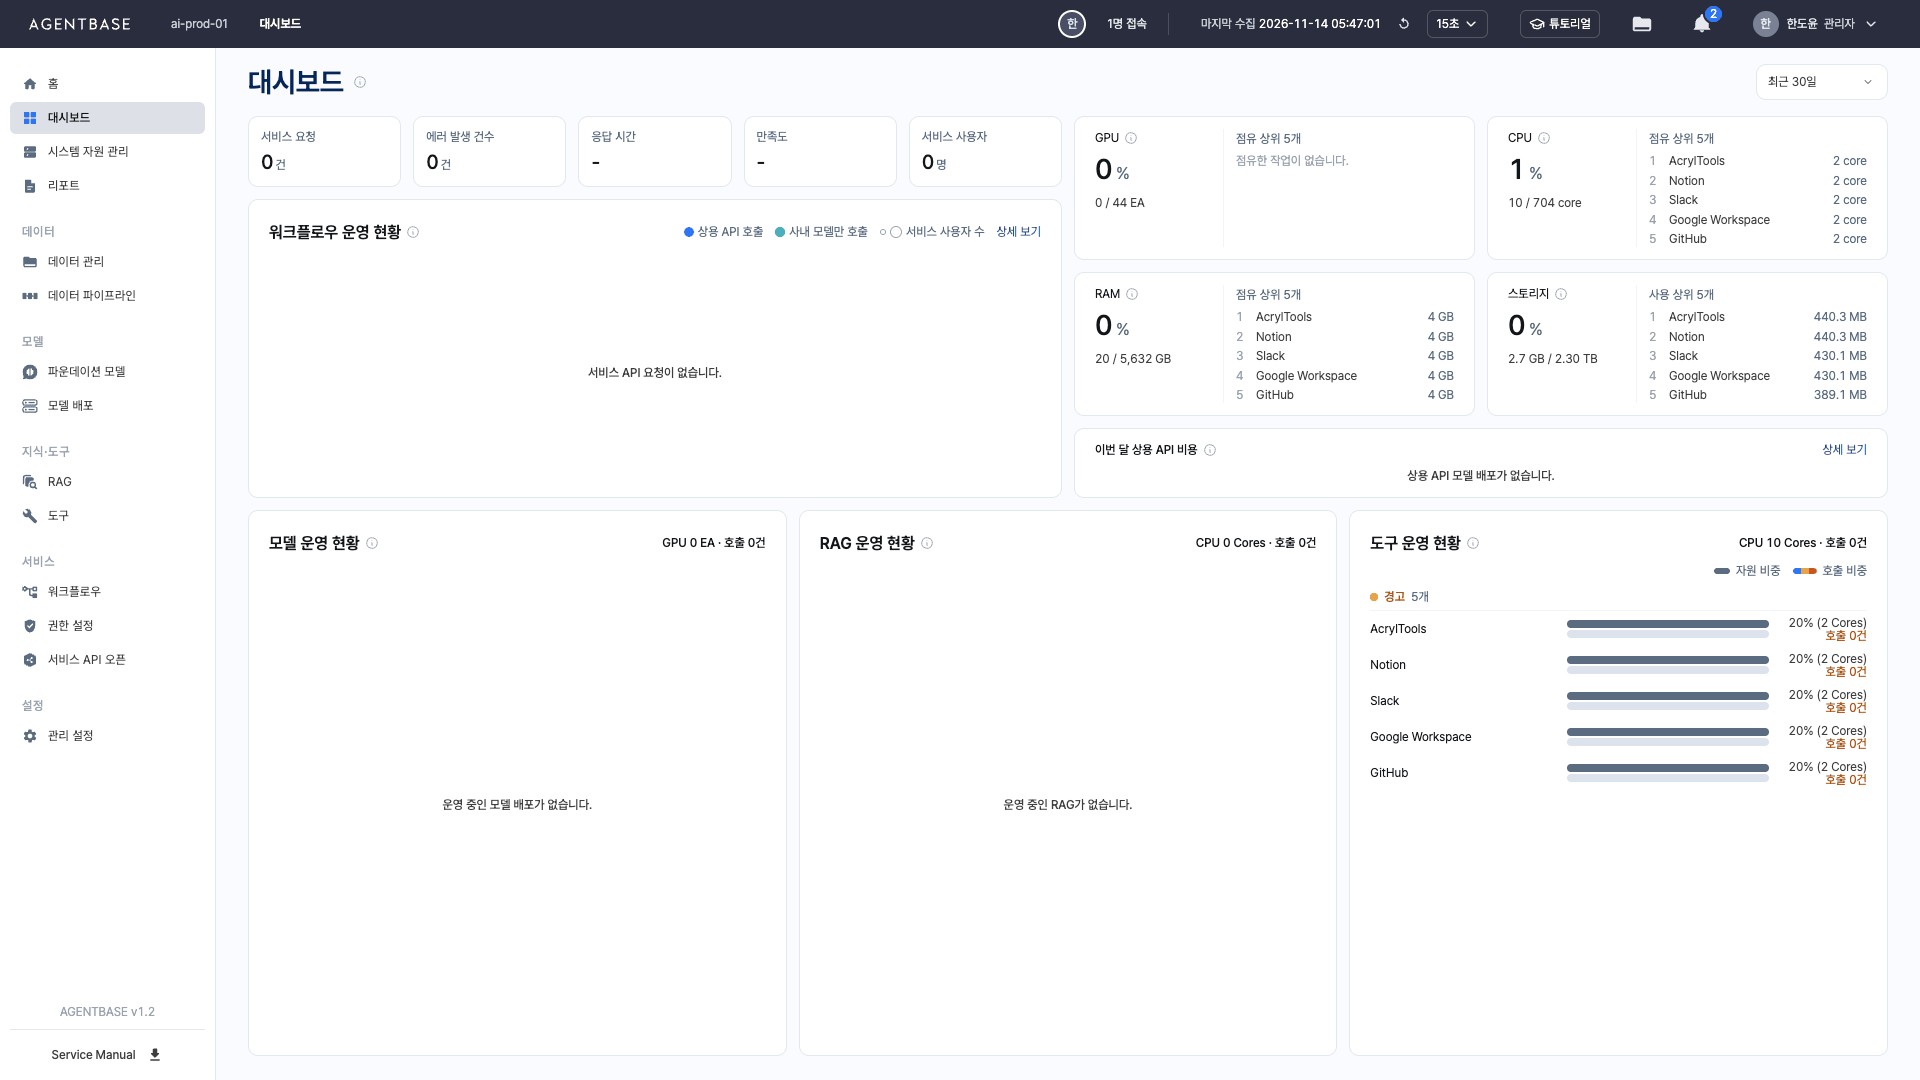 AGENTBASE
ai-prod-01
대시보드
한
1명 접속
마지막 수집 2026-11-14 05:47:01
15초
튜토리얼
2
한
한도윤 관리자
홈
대시보드
시스템 자원 관리
리포트
데이터
데이터 관리
데이터 파이프라인
모델
파운데이션 모델
모델 배포
지식·도구
RAG
도구
서비스
워크플로우
권한 설정
서비스 API 오픈
설정
관리 설정
AGENTBASE v1.2
Service Manual
대시보드
최근 30일
서비스 요청
0 건
에러 발생 건수
0 건
응답 시간
-
만족도
-
서비스 사용자
0 명
워크플로우 운영 현황
상용 API 호출
사내 모델만 호출
서비스 사용자 수
상세 보기
서비스 API 요청이 없습니다.
GPU
0 %
0 / 44 EA
점유 상위 5개
점유한 작업이 없습니다.
CPU
1 %
10 / 704 core
점유 상위 5개
1 AcrylTools 2 core
2 Notion 2 core
3 Slack 2 core
4 Google Workspace 2 core
5 GitHub 2 core
RAM
0 %
20 / 5,632 GB
점유 상위 5개
1 AcrylTools 4 GB
2 Notion 4 GB
3 Slack 4 GB
4 Google Workspace 4 GB
5 GitHub 4 GB
스토리지
0 %
2.7 GB / 2.30 TB
사용 상위 5개
1 AcrylTools 440.3 MB
2 Notion 440.3 MB
3 Slack 430.1 MB
4 Google Workspace 430.1 MB
5 GitHub 389.1 MB
이번 달 상용 API 비용
상세 보기
상용 API 모델 배포가 없습니다.
모델 운영 현황
GPU 0 EA · 호출 0건
운영 중인 모델 배포가 없습니다.
RAG 운영 현황
CPU 0 Cores · 호출 0건
운영 중인 RAG가 없습니다.
도구 운영 현황
CPU 10 Cores · 호출 0건
자원 비중
호출 비중
경고 5개
AcrylTools
20% (2 Cores)
호출 0건
Notion
20% (2 Cores)
호출 0건
Slack
20% (2 Cores)
호출 0건
Google Workspace
20% (2 Cores)
호출 0건
GitHub
20% (2 Cores)
호출 0건